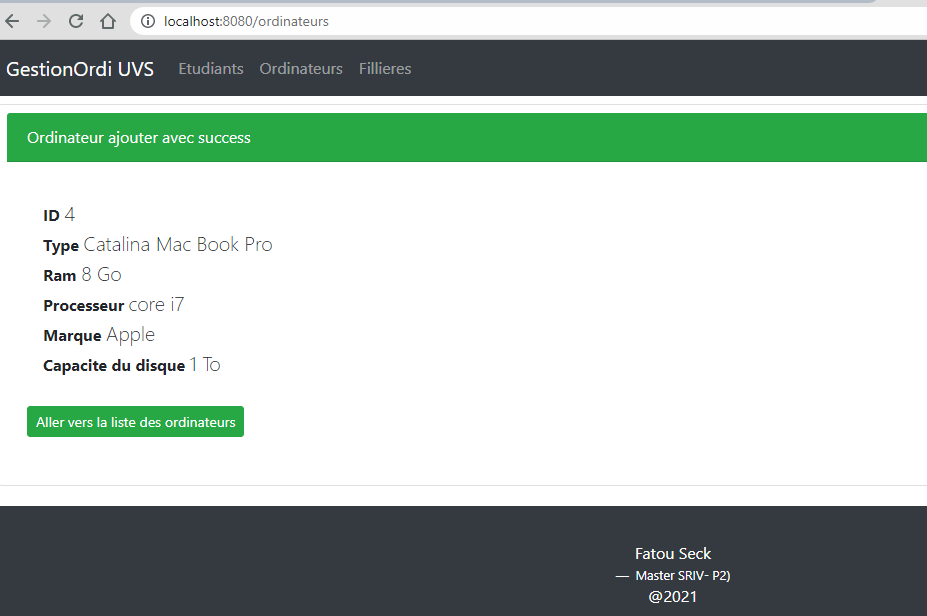 localhost:8080/ordinateurs
GestionOrdi UVS Etudiants Ordinateurs Fillieres
Ordinateur ajouter avec success
ID 4
Type Catalina Mac Book Pro
Ram 8 Go
Processeur core i7
Marque Apple
Capacite du disque 1 To
Aller vers la liste des ordinateurs
Fatou Seck
— Master SRIV- P2)
@2021